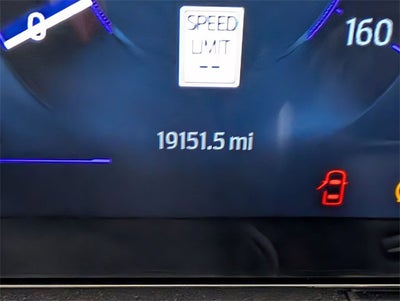 SPEED
LIMIT
--
0
160
19151.5 mi